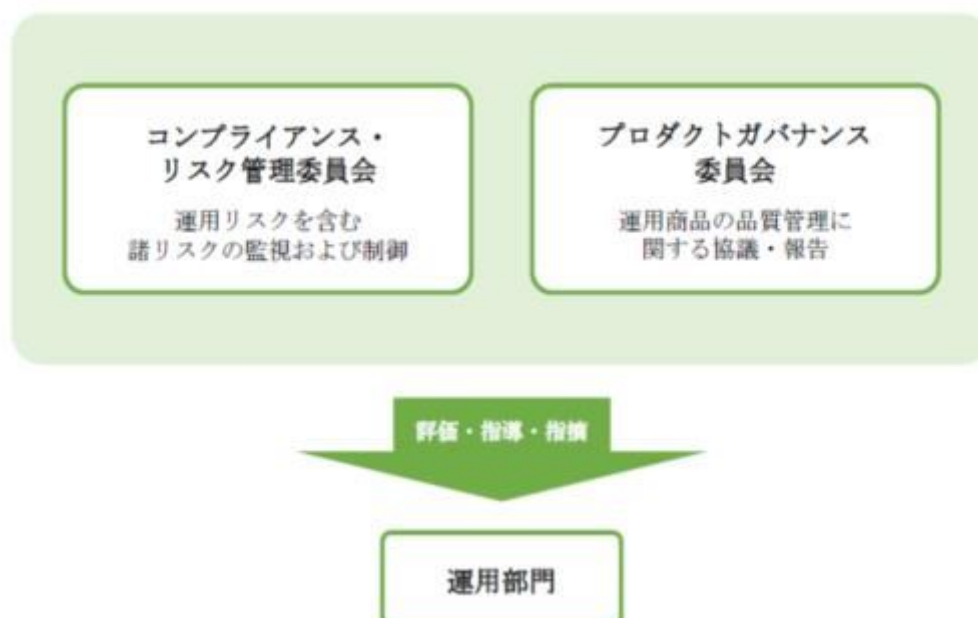 コンプライアンス・
リスク管理委員会
運用リスクを含む
諸リスクの監視および制御
プロダクトガバナンス
委員会
運用商品の品質管理に
関する協議・報告
評価・指導・指摘
運用部門